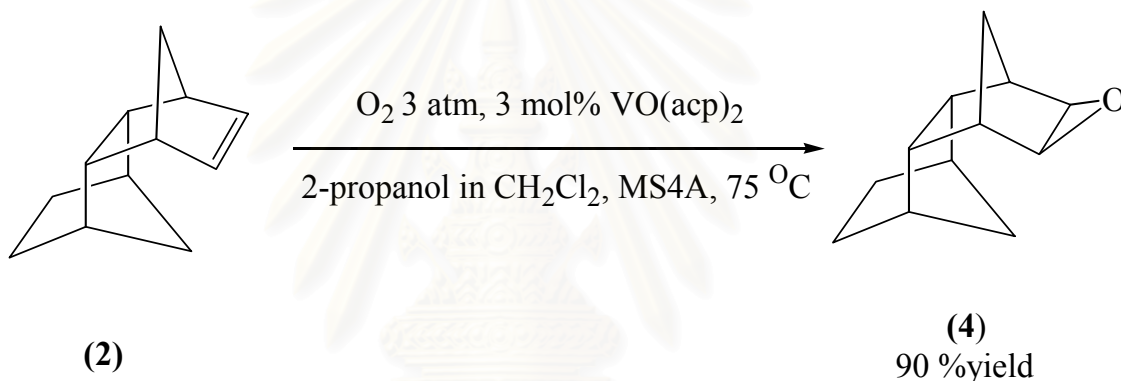 O₂ 3 atm, 3 mol% VO(acp)₂
2-propanol in CH₂Cl₂, MS4A, 75 ᴼC
O
(2)
(4)
90 %yield